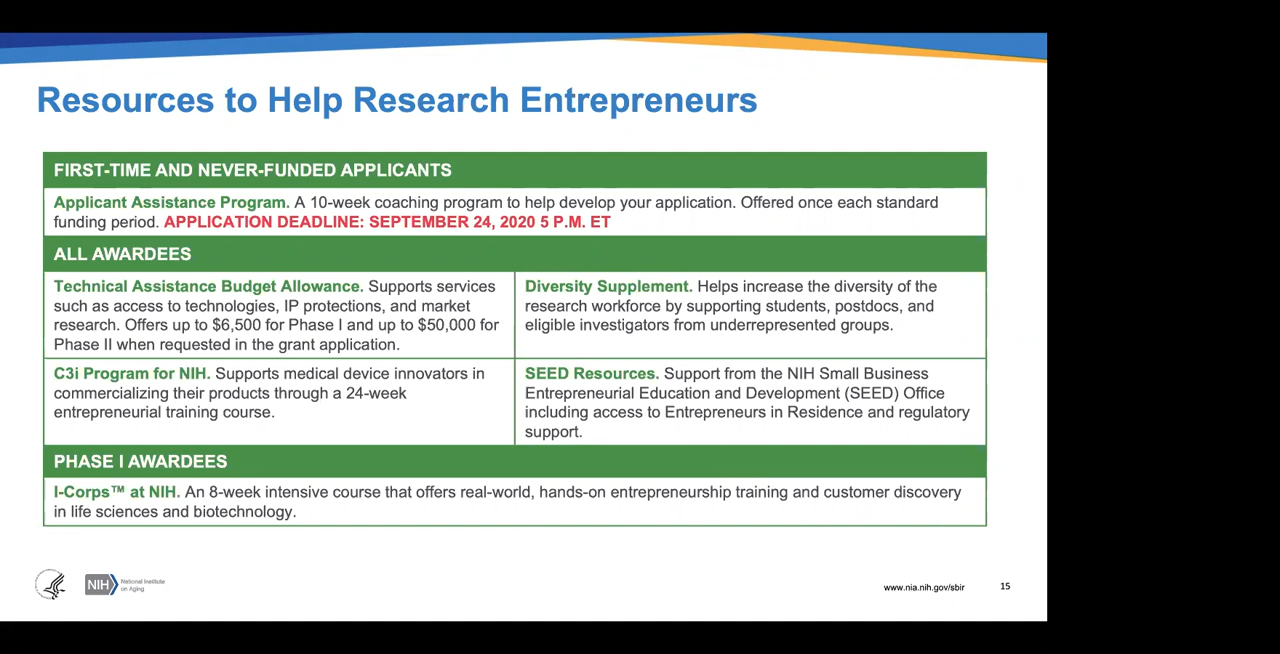 Resources to Help Research Entrepreneurs
FIRST-TIME AND NEVER-FUNDED APPLICANTS
Applicant Assistance Program. A 10-week coaching program to help develop your application. Offered once each standard
funding period. APPLICATION DEADLINE: SEPTEMBER 24, 2020 5 P.M. ET
ALL AWARDEES
Technical Assistance Budget Allowance. Supports services
such as access to technologies, IP protections, and market
research. Offers up to $6,500 for Phase I and up to $50,000 for
Phase II when requested in the grant application.
Diversity Supplement. Helps increase the diversity of the
research workforce by supporting students, postdocs, and
eligible investigators from underrepresented groups.
C3i Program for NIH. Supports medical device innovators in
commercializing their products through a 24-week
entrepreneurial training course.
SEED Resources. Support from the NIH Small Business
Entrepreneurial Education and Development (SEED) Office
including access to Entrepreneurs in Residence and regulatory
support.
PHASE I AWARDEES
I-Corps™ at NIH. An 8-week intensive course that offers real-world, hands-on entrepreneurship training and customer discovery
in life sciences and biotechnology.
NIH
National Institute
on Aging
www.nia.nih.gov/sbir
15